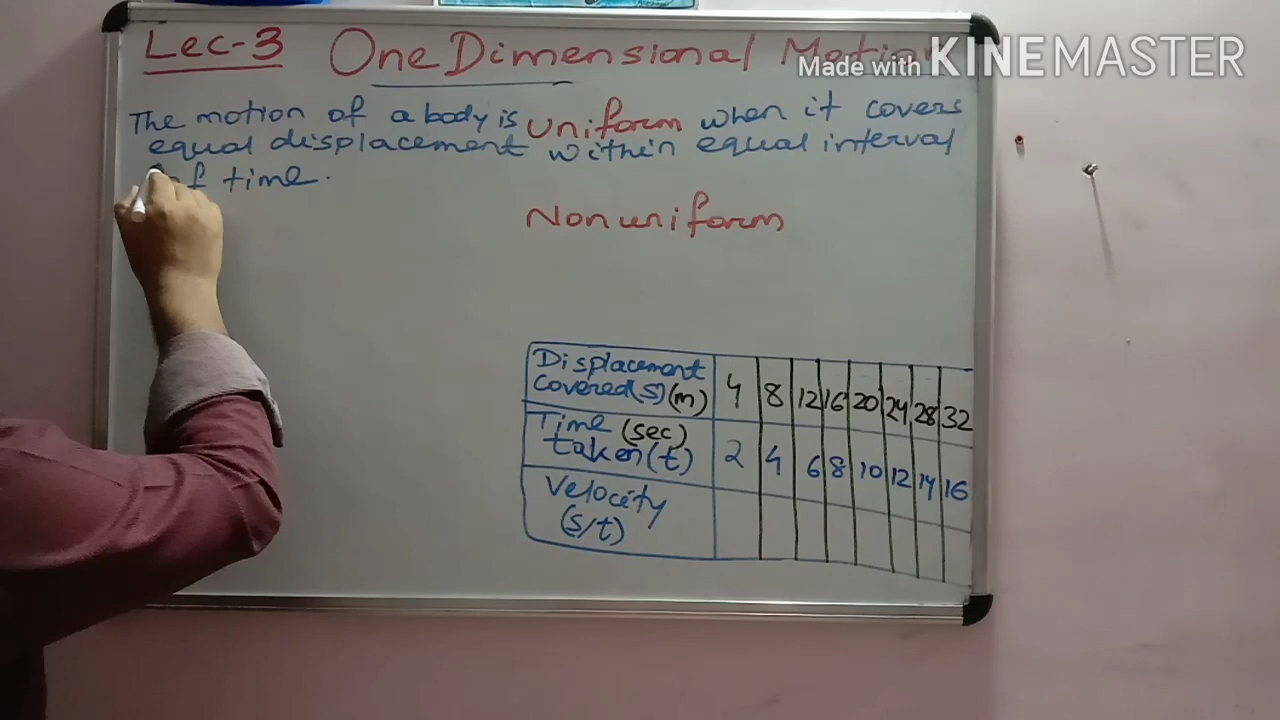 Lec-3 One Dimensional Motion
Made with KINEMASTER
The motion of a body is uniform when it covers
equal displacement within equal interval
of time.
Nonuniform
Displacement
covered(s)(m) 4 8 12 16 20 24 28 32
Time (sec)
taken(t) 2 4 6 8 10 12 14 16
Velocity
(s/t)